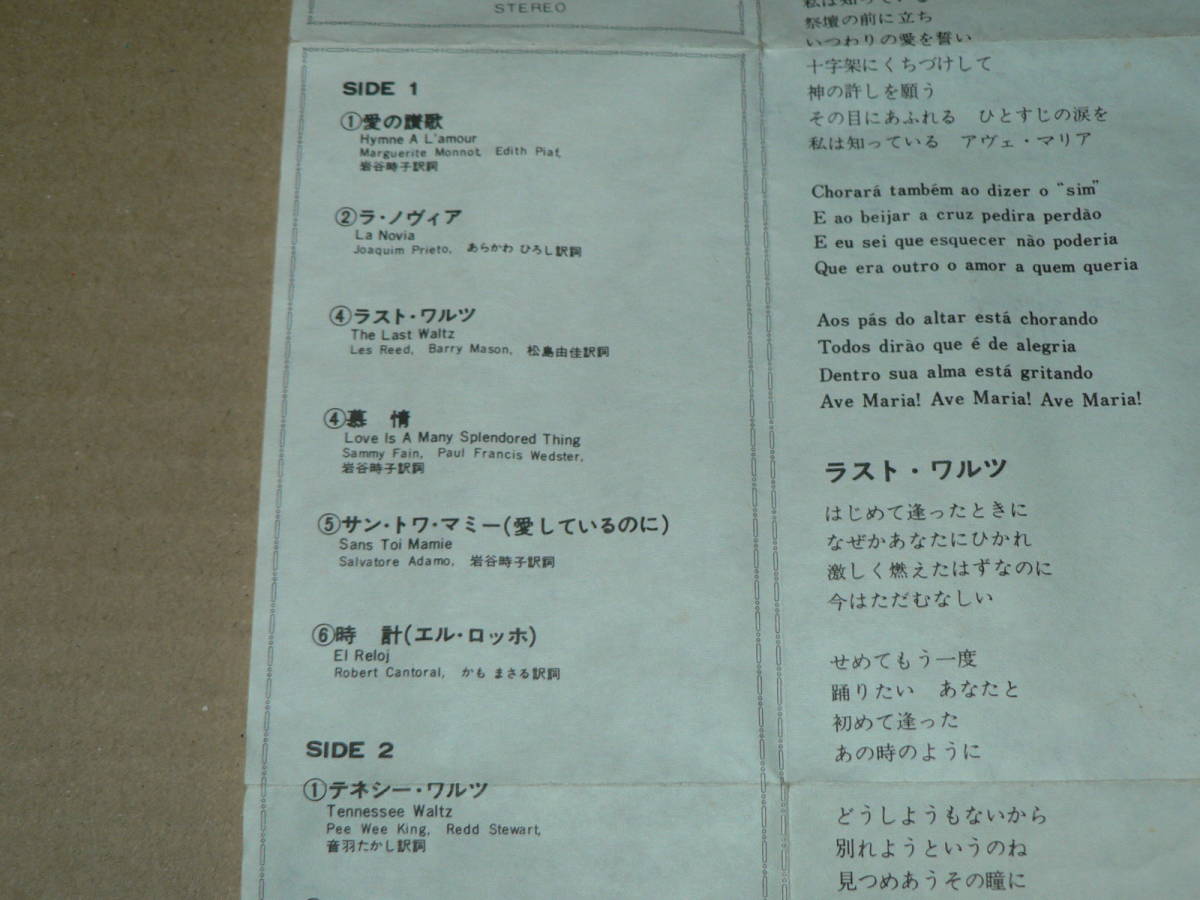 STEREO
SIDE 1
①愛の讃歌
Hymne A L'amour
Marguerite Monnot, Edith Piaf,
岩谷時子訳詞
②ラ・ノヴィア
La Novia
Joaquim Prieto, あらかわ ひろし訳詞
④ラスト・ワルツ
The Last Waltz
Les Reed, Barry Mason, 松島由佳訳詞
④慕 情
Love Is A Many Splendored Thing
Sammy Fain, Paul Francis Wedster,
岩谷時子訳詞
⑤サン・トワ・マミー(愛しているのに)
Sans Toi Mamie
Salvatore Adamo, 岩谷時子訳詞
⑥時 計(エル・ロッホ)
El Reloj
Robert Cantoral, かも まさる訳詞
SIDE 2
①テネシー・ワルツ
Tennessee Waltz
Pee Wee King, Redd Stewart,
音羽たかし訳詞
私は知っている
祭壇の前に立ち
いつわりの愛を誓い
十字架にくちづけして
神の許しを願う
その目にあふれる ひとすじの涙を
私は知っている アヴェ・マリア
Chorará também ao dizer o “sim”
E ao beijar a cruz pedira perdão
E eu sei que esquecer não poderia
Que era outro o amor a quem queria
Aos pás do altar está chorando
Todos dirão que é de alegria
Dentro sua alma está gritando
Ave Maria! Ave Maria! Ave Maria!
ラスト・ワルツ
はじめて逢ったときに
なぜかあなたにひかれ
激しく燃えたはずなのに
今はただむなしい
せめてもう一度
踊りたい あなたと
初めて逢った
あの時のように
どうしようもないから
別れようというのね
見つめあうその瞳に